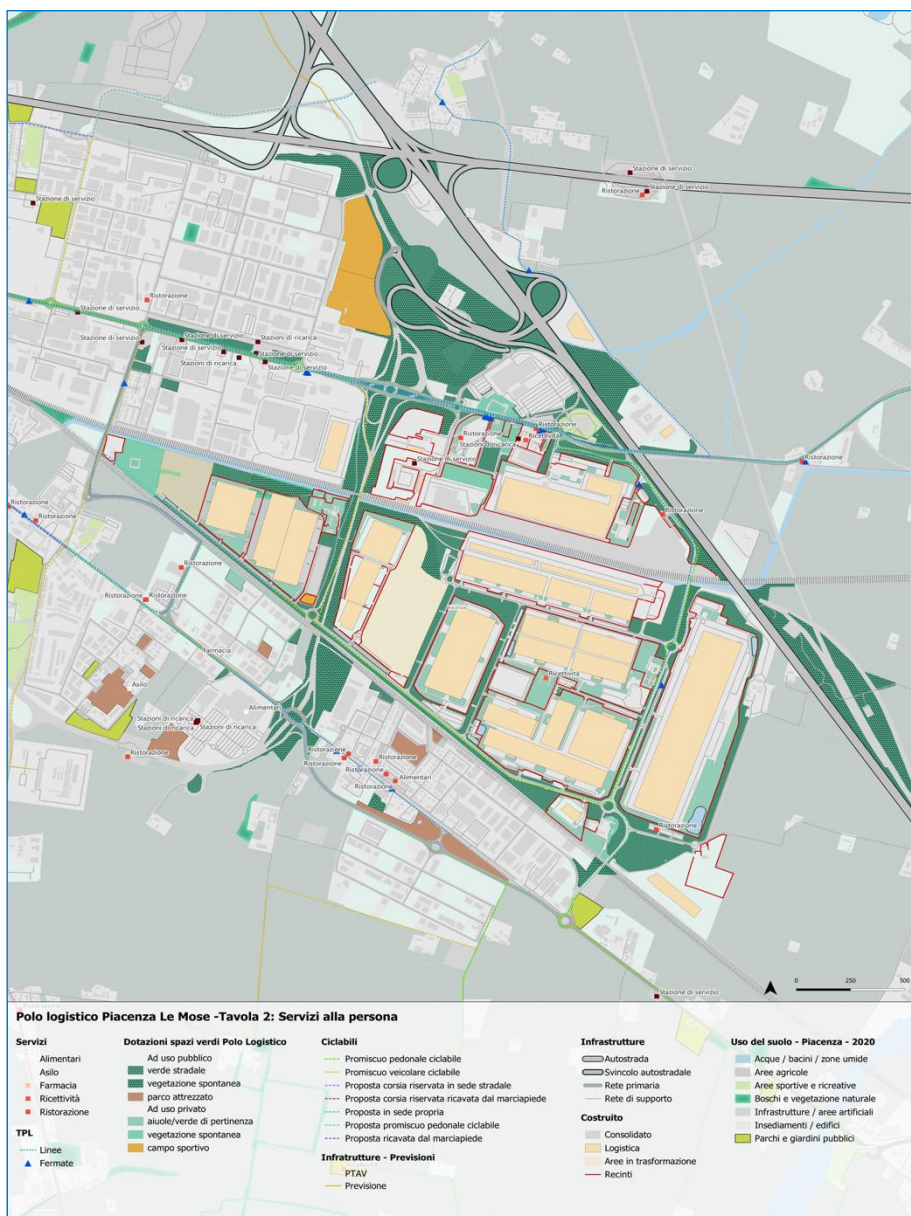 Stazione di servizio
Stazione di servizio
Ristorazione
Stazione di servizio
Ristorazione
Stazione di servizio
Stazione di servizio
Stazione di servizio
Stazioni di ricarica
Stazione di servizio
Stazione di servizio
Stazioni di ricarica
Stazione di servizio
Ristorazione
Ristorazione
Ricettività
Stazioni di ricarica
Stazione di servizio
Ristorazione
Ristorazione
Ristorazione
Ristorazione
Ristorazione
Ristorazione
Farmacia
Ricettività
Asilo
Alimentari
Stazioni di ricarica
Stazioni di ricarica
Stazioni di ricarica
Ristorazione
Ristorazione
Ristorazione
Ristorazione
Ristorazione
Alimentari
Ristorazione
Ristorazione
Stazione di servizio
0 250 500
Polo logistico Piacenza Le Mose -Tavola 2: Servizi alla persona
Servizi
Alimentari
Asilo
Farmacia
Ricettività
Ristorazione
TPL
Linee
Fermate
Dotazioni spazi verdi Polo Logistico
Ad uso pubblico
verde stradale
vegetazione spontanea
parco attrezzato
Ad uso privato
aiuole/verde di pertinenza
vegetazione spontanea
campo sportivo
Ciclabili
Promiscuo pedonale ciclabile
Promiscuo veicolare ciclabile
Proposta corsia riservata in sede stradale
Proposta corsia riservata ricavata dal marciapiede
Proposta in sede propria
Proposta promiscuo pedonale ciclabile
Proposta ricavata dal marciapiede
Infrutture - Previsioni
PTAV
Previsione
Infrastrutture
Autostrada
Svincolo autostradale
Rete primaria
Rete di supporto
Costruito
Consolidato
Logistica
Aree in trasformazione
Recinti
Uso del suolo - Piacenza - 2020
Acque / bacini / zone umide
Aree agricole
Aree sportive e ricreative
Boschi e vegetazione naturale
Infrastrutture / aree artificiali
Insediamenti / edifici
Parchi e giardini pubblici